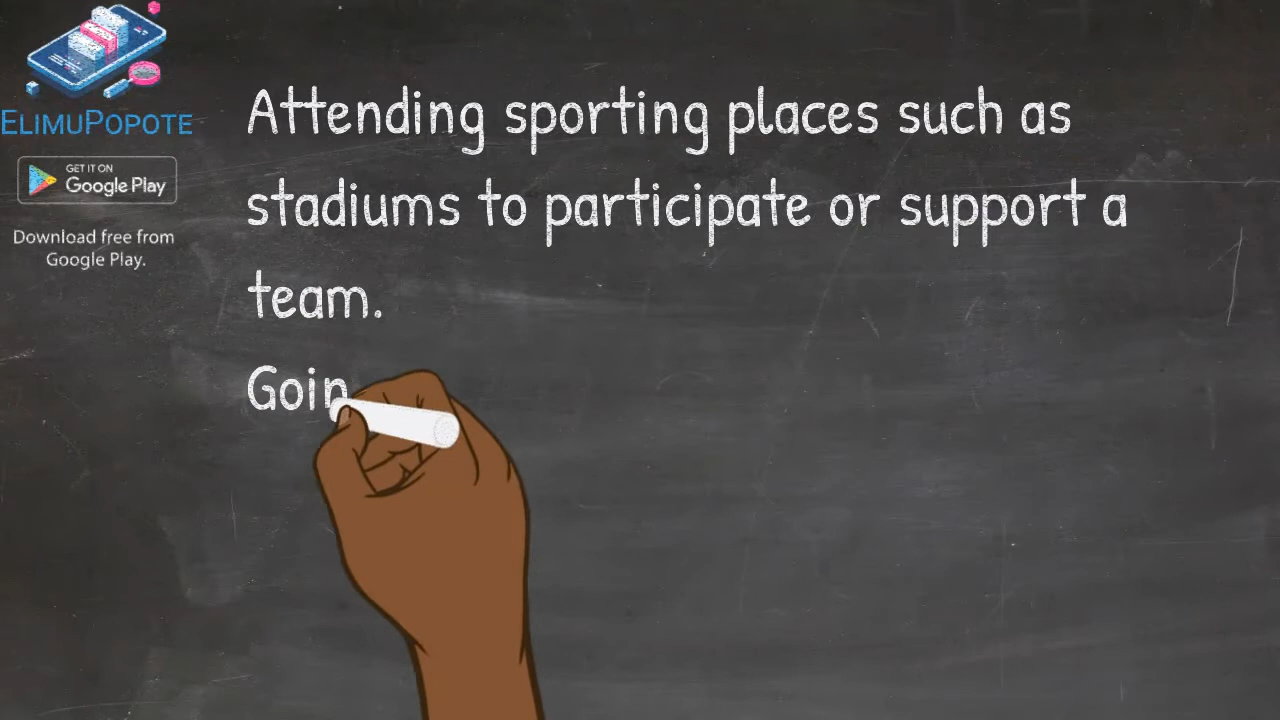 ELIMUPOPOTE
GET IT ON
Google Play
Download free from
Google Play.
Attending sporting places such as
stadiums to participate or support a
team.
Goin